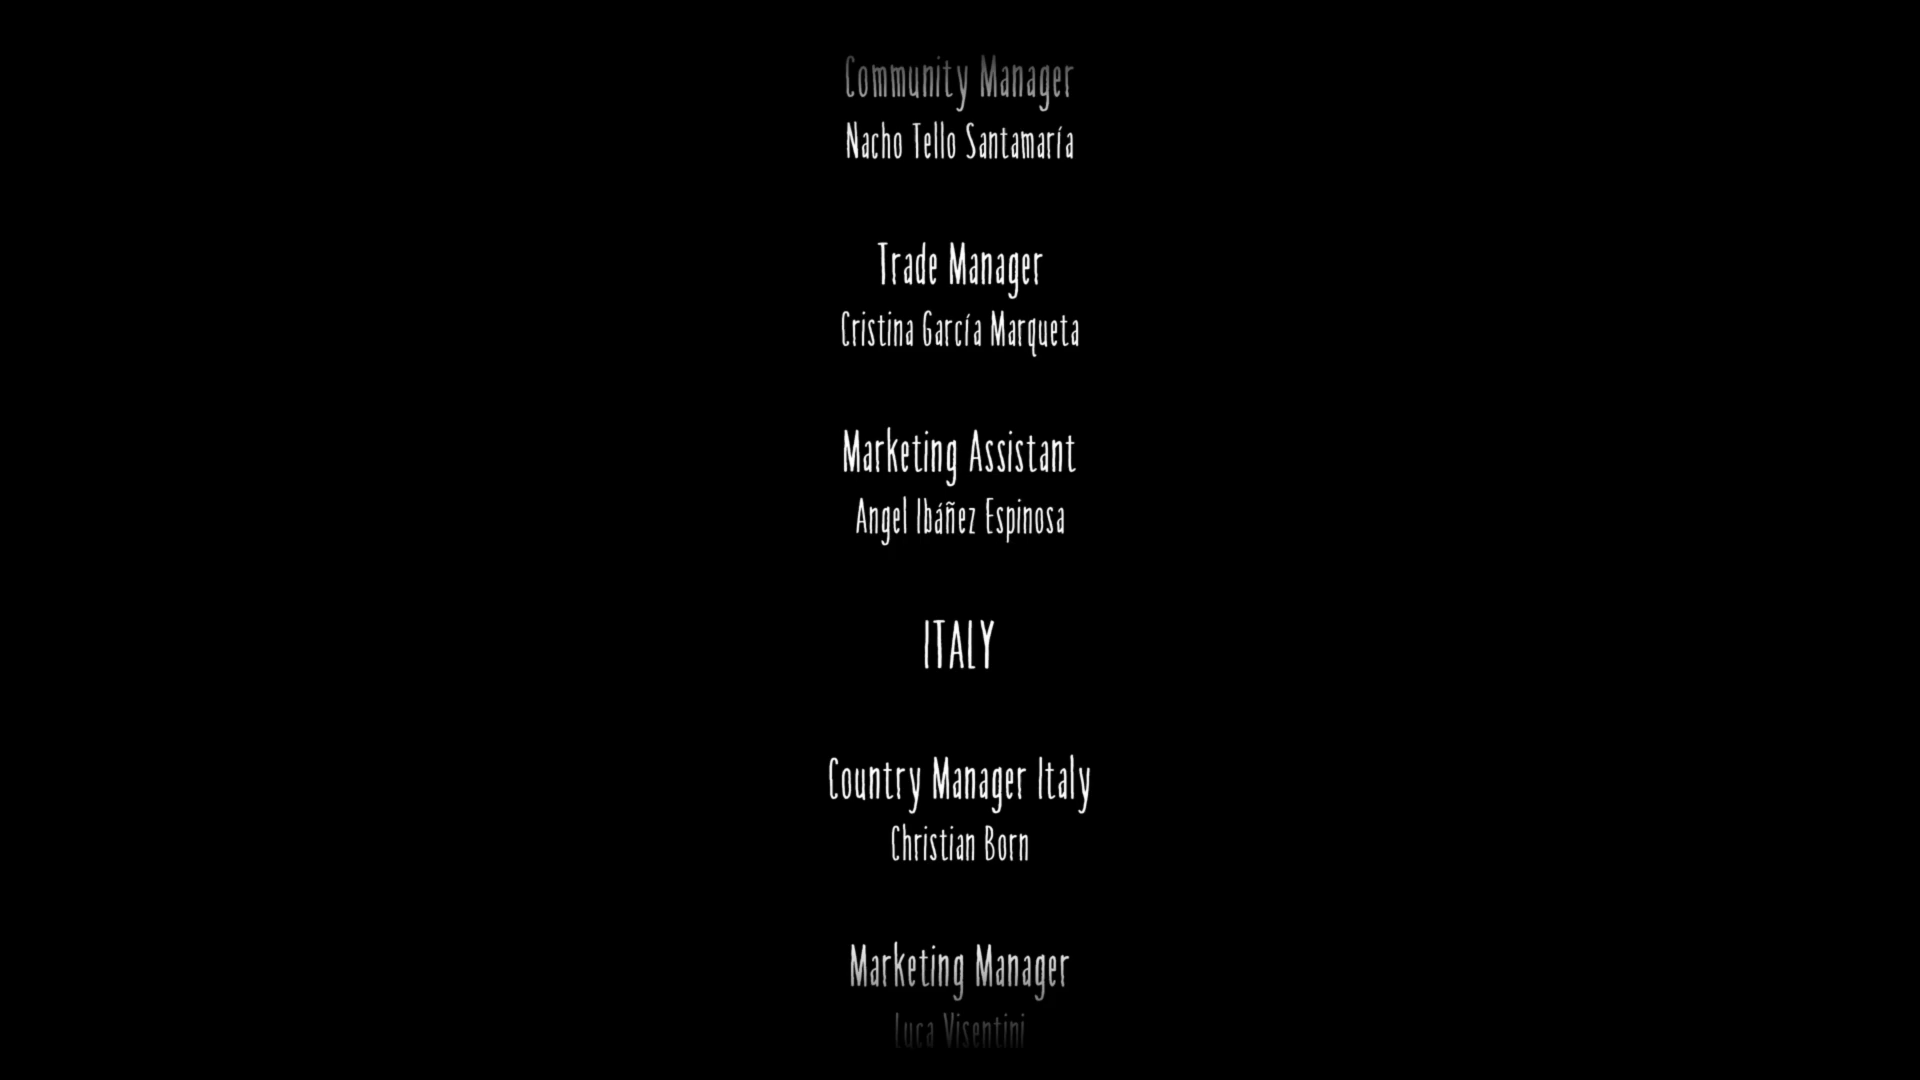 Community Manager
Nacho Tello Santamaría
Trade Manager
Cristina García Marqueta
Marketing Assistant
Angel Ibáñez Espinosa
ITALY
Country Manager Italy
Christian Born
Marketing Manager
Luca Visentini